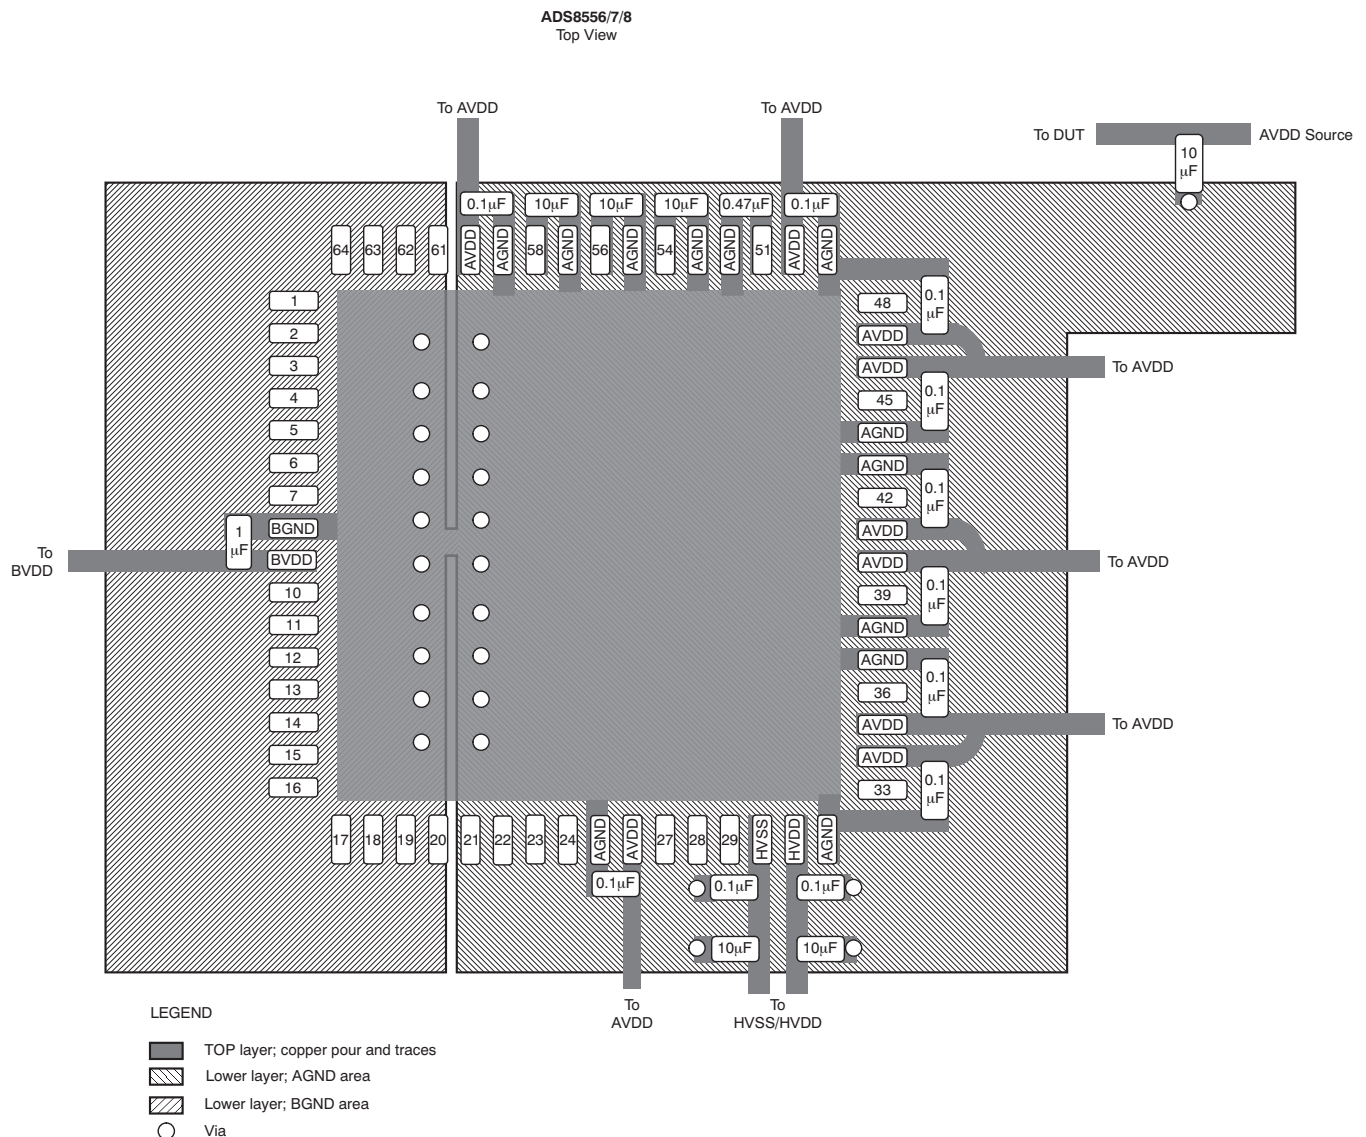 ADS8556/7/8
Top View
To AVDD
To AVDD
To DUT
AVDD Source
10
μF
0.1μF
10μF
10μF
10μF
0.47μF
0.1μF
64
63
62
61
AVDD
AGND
58
AGND
56
AGND
54
AGND
AGND
51
AVDD
AGND
1
2
3
4
5
6
7
BGND
BVDD
10
11
12
13
14
15
16
1
μF
To
BVDD
48
AVDD
AVDD
45
AGND
AGND
42
AVDD
AVDD
39
AGND
AGND
36
AVDD
AVDD
33
0.1
μF
0.1
μF
0.1
μF
0.1
μF
0.1
μF
0.1
μF
To AVDD
To AVDD
To AVDD
17
18
19
20
21
22
23
24
AGND
AVDD
27
28
29
HVSS
HVDD
AGND
0.1μF
0.1μF
0.1μF
10μF
10μF
To
AVDD
To
HVSS/HVDD
LEGEND
TOP layer; copper pour and traces
Lower layer; AGND area
Lower layer; BGND area
Via